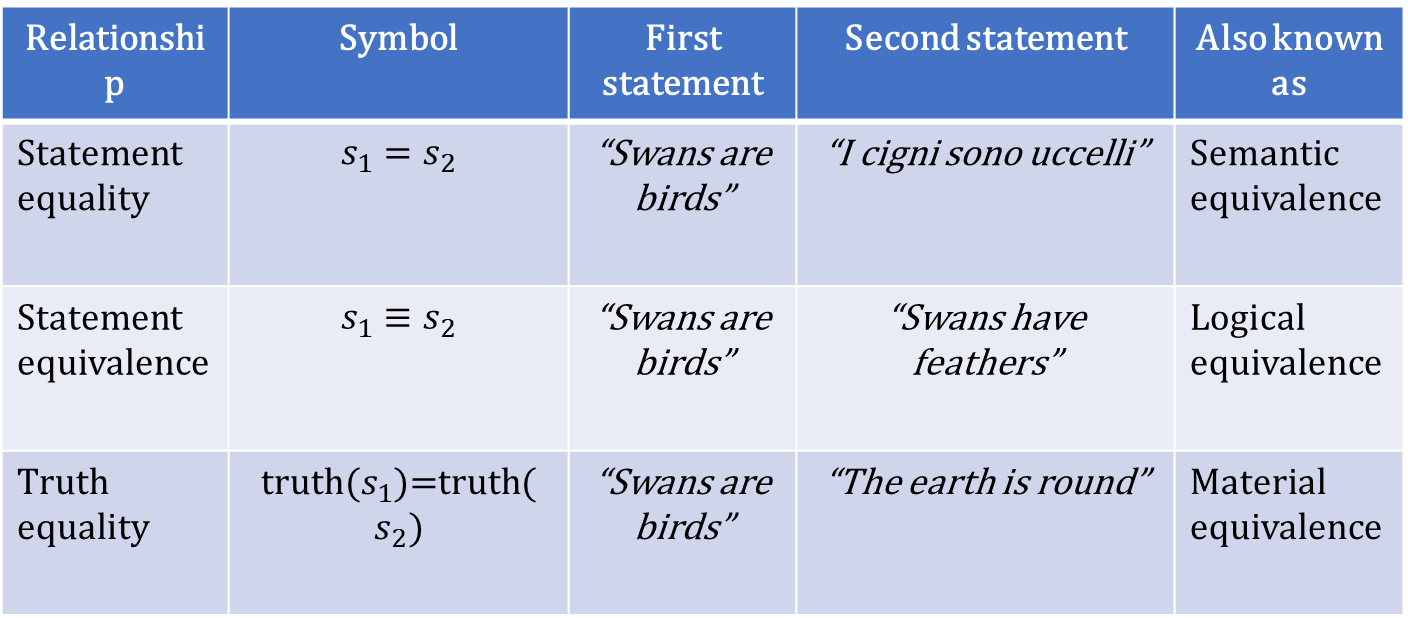 Relationshi
p
Symbol
First
statement
Second statement
Also known
as
Statement
equality
s₁ = s₂
“Swans are
birds”
“I cigni sono uccelli”
Semantic
equivalence
Statement
equivalence
s₁ ≡ s₂
“Swans are
birds”
“Swans have
feathers”
Logical
equivalence
Truth
equality
truth(s₁)=truth(
s₂)
“Swans are
birds”
“The earth is round”
Material
equivalence